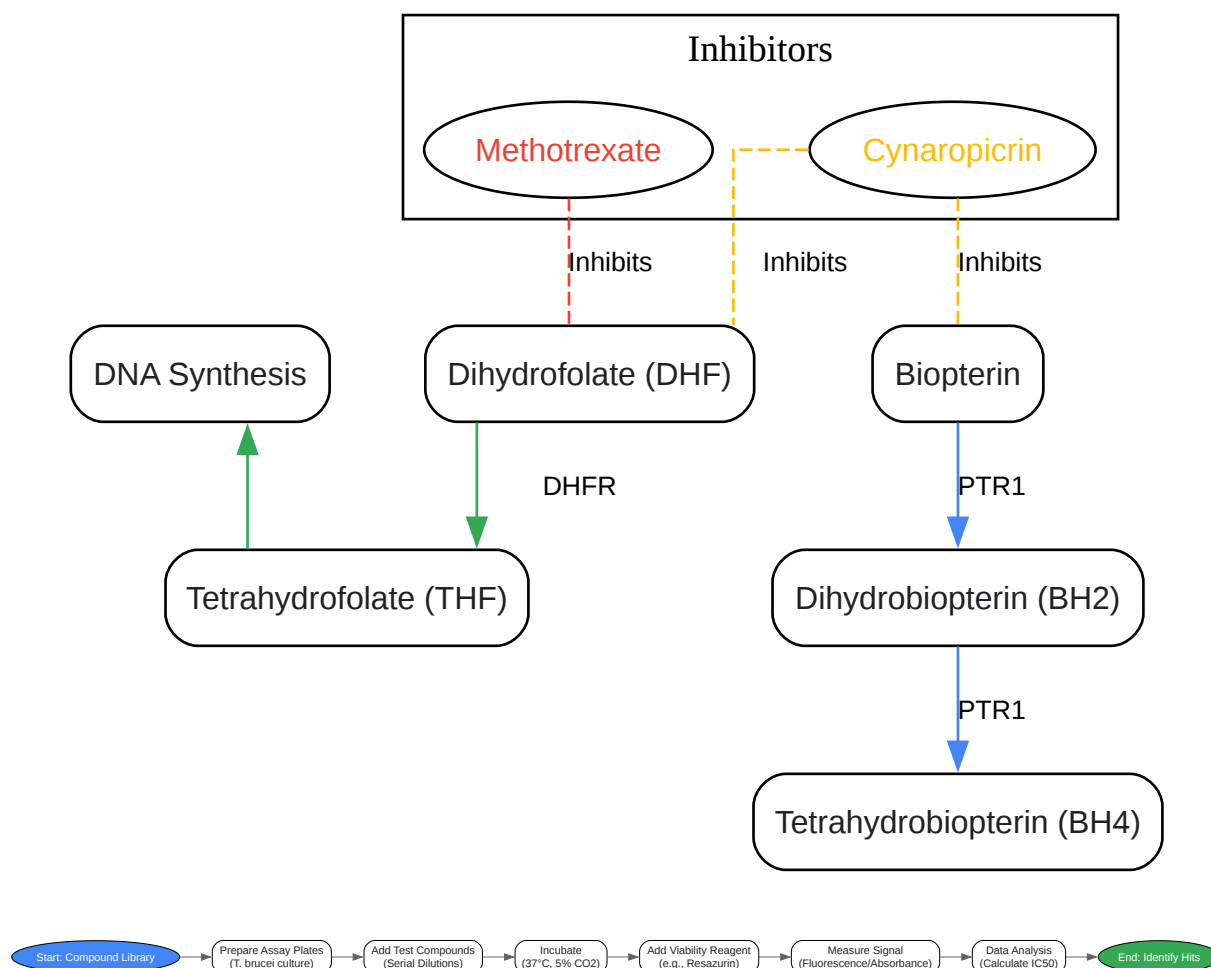 Inhibitors
Methotrexate
Cynaropicrin
Inhibits
Inhibits
Inhibits
DNA Synthesis
Dihydrofolate (DHF)
Biopterin
DHFR
PTR1
Tetrahydrofolate (THF)
Dihydrobiopterin (BH2)
PTR1
Tetrahydrobiopterin (BH4)
Start: Compound Library
Prepare Assay Plates
(T. brucei culture)
Add Test Compounds
(Serial Dilutions)
Incubate
(37°C, 5% CO2)
Add Viability Reagent
(e.g., Resazurin)
Measure Signal
(Fluorescence/Absorbance)
Data Analysis
(Calculate IC50)
End: Identify Hits